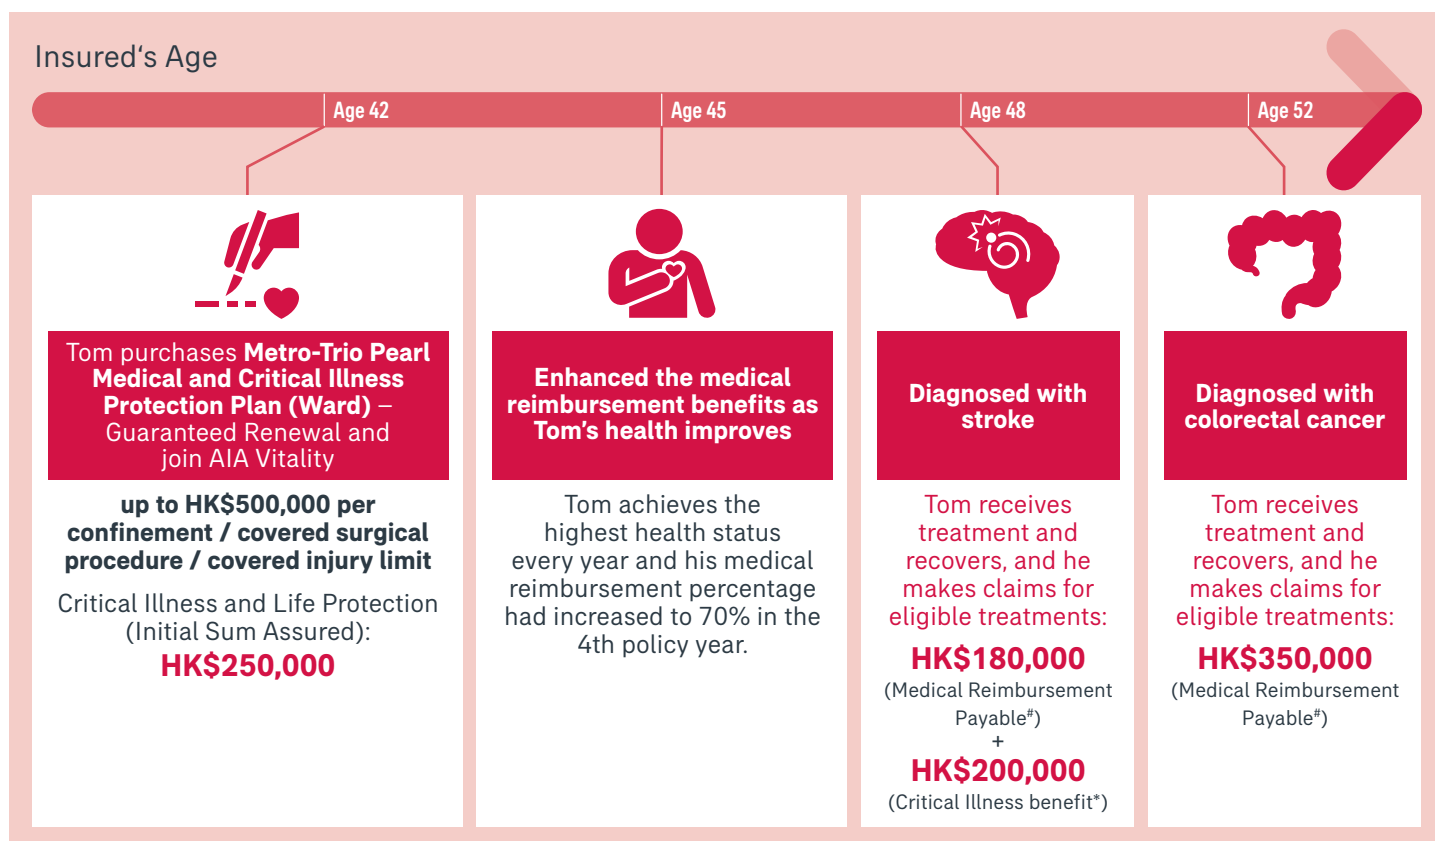 Insured‘s Age
Age 42
Age 45
Age 48
Age 52
Tom purchases Metro-Trio Pearl
Medical and Critical Illness
Protection Plan (Ward) –
Guaranteed Renewal and
join AIA Vitality
up to HK$500,000 per
confinement / covered surgical
procedure / covered injury limit
Critical Illness and Life Protection
(Initial Sum Assured):
HK$250,000
Enhanced the medical
reimbursement benefits as
Tom’s health improves
Tom achieves the
highest health status
every year and his medical
reimbursement percentage
had increased to 70% in the
4th policy year.
Diagnosed with
stroke
Tom receives
treatment and
recovers, and he
makes claims for
eligible treatments:
HK$180,000
(Medical Reimbursement
Payable#)
+
HK$200,000
(Critical Illness benefit*)
Diagnosed with
colorectal cancer
Tom receives
treatment and
recovers, and he
makes claims for
eligible treatments:
HK$350,000
(Medical Reimbursement
Payable#)